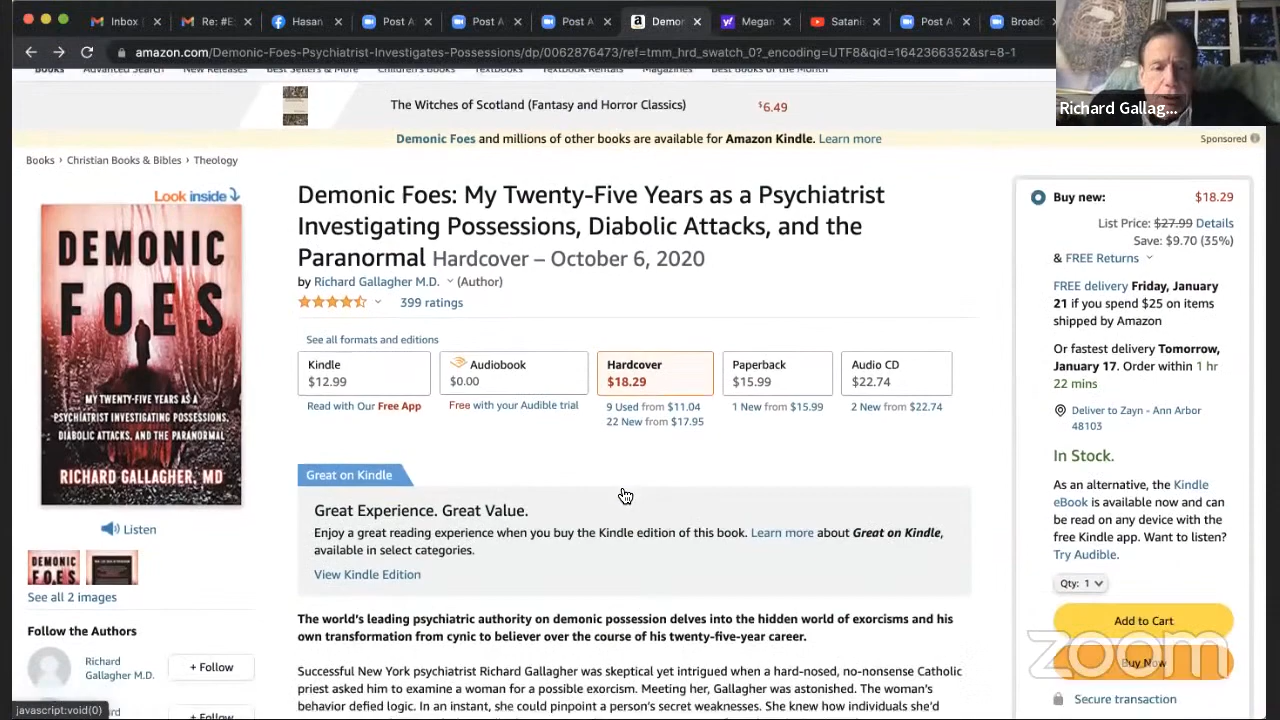 Inbox
Re: #Es
Hasan
Post A
Post A
Post A
Demor
Megan
Satanis
Post A
Broadc
amazon.com/Demonic-Foes-Psychiatrist-Investigates-Possessions/dp/0062876473/ref=tmm_hrd_swatch_0?_encoding=UTF8&qid=1642366352&sr=8-1
Richard Gallag...
Books Advanced Search New Releases Best Sellers & More Children's Books Textbooks Textbook Rentals Magazines Best Books of the Month
The Witches of Scotland (Fantasy and Horror Classics) $6.49
Demonic Foes and millions of other books are available for Amazon Kindle. Learn more
Sponsored
Books › Christian Books & Bibles › Theology
Look inside
DEMONIC
FOES
MY TWENTY-FIVE YEARS AS A
PSYCHIATRIST INVESTIGATING POSSESSIONS,
DIABOLIC ATTACKS, AND THE PARANORMAL
RICHARD GALLAGHER, MD
Listen
DEMONIC
FOES
See all 2 images
Follow the Authors
Richard
Gallagher M.D.
+ Follow
+ Follow
Demonic Foes: My Twenty-Five Years as a Psychiatrist
Investigating Possessions, Diabolic Attacks, and the
Paranormal Hardcover – October 6, 2020
by Richard Gallagher M.D. (Author)
399 ratings
See all formats and editions
Kindle
$12.99
Read with Our Free App
Audiobook
$0.00
Free with your Audible trial
Hardcover
$18.29
9 Used from $11.04
22 New from $17.95
Paperback
$15.99
1 New from $15.99
Audio CD
$22.74
2 New from $22.74
Great on Kindle
Great Experience. Great Value.
Enjoy a great reading experience when you buy the Kindle edition of this book. Learn more about Great on Kindle,
available in select categories.
View Kindle Edition
The world's leading psychiatric authority on demonic possession delves into the hidden world of exorcisms and his
own transformation from cynic to believer over the course of his twenty-five-year career.
Successful New York psychiatrist Richard Gallagher was skeptical yet intrigued when a hard-nosed, no-nonsense Catholic
priest asked him to examine a woman for a possible exorcism. Meeting her, Gallagher was astonished. The woman's
behavior defied logic. In an instant, she could pinpoint a person's secret weaknesses. She knew how individuals she'd
Buy new: $18.29
List Price: $27.99 Details
Save: $9.70 (35%)
& FREE Returns
FREE delivery Friday, January
21 if you spend $25 on items
shipped by Amazon
Or fastest delivery Tomorrow,
January 17. Order within 1 hr
22 mins
Deliver to Zayn - Ann Arbor
48103
In Stock.
As an alternative, the Kindle
eBook is available now and can
be read on any device with the
free Kindle app. Want to listen?
Try Audible.
Qty: 1
Add to Cart
Buy Now
zoom
Secure transaction
javascript:void(0)